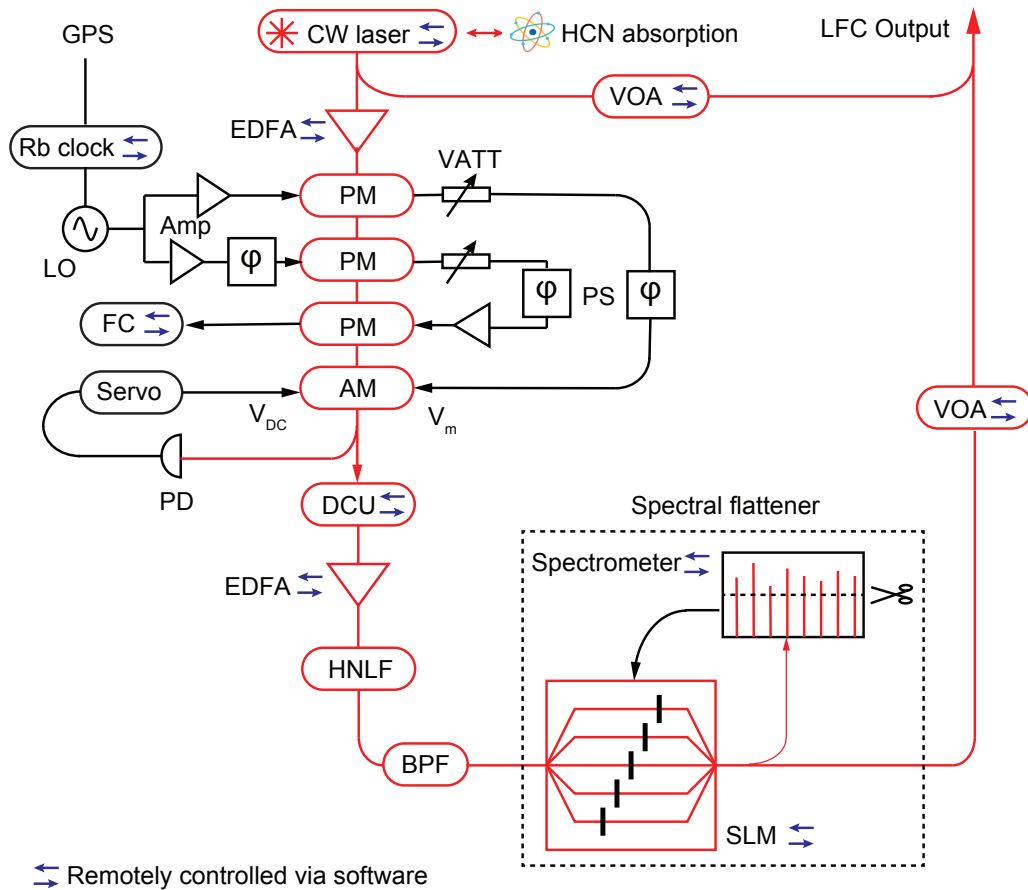 GPS
CW laser
HCN absorption
LFC Output
VOA
EDFA
Rb clock
VATT
PM
Amp
LO
φ
PM
φ
PS
φ
FC
PM
Servo
AM
V_DC
V_m
VOA
PD
DCU
Spectral flattener
EDFA
Spectrometer
HNLF
BPF
SLM
Remotely controlled via software